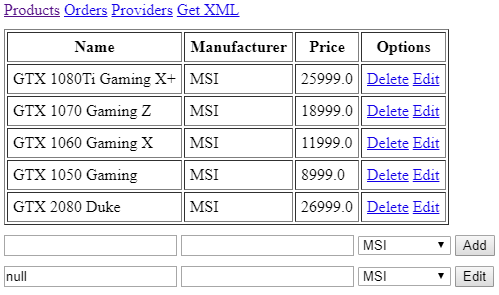 Products Orders Providers Get XML
Name Manufacturer Price Options
GTX 1080Ti Gaming X+ MSI 25999.0 Delete Edit
GTX 1070 Gaming Z MSI 18999.0 Delete Edit
GTX 1060 Gaming X MSI 11999.0 Delete Edit
GTX 1050 Gaming MSI 8999.0 Delete Edit
GTX 2080 Duke MSI 26999.0 Delete Edit
MSI Add
null MSI Edit